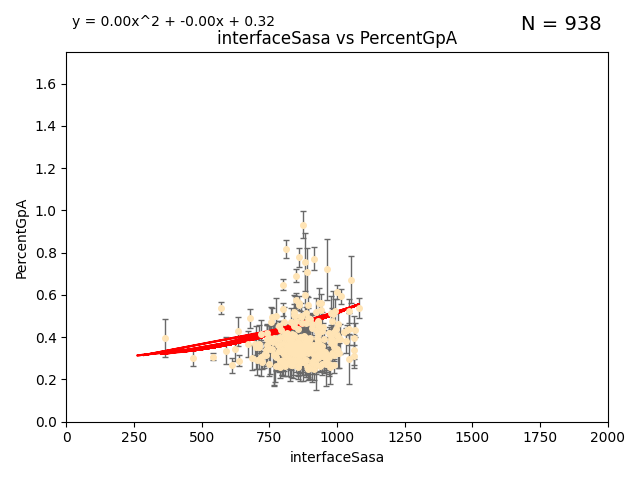 y = 0.00x^2 + -0.00x + 0.32
N = 938
interfaceSasa vs PercentGpA
PercentGpA
1.6
1.4
1.2
1.0
0.8
0.6
0.4
0.2
0.0
0 250 500 750 1000 1250 1500 1750 2000
interfaceSasa